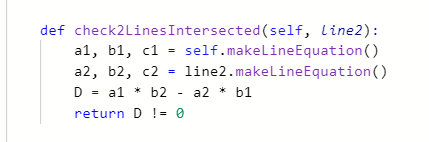 def check2LinesIntersected(self, line2):
    a1, b1, c1 = self.makeLineEquation()
    a2, b2, c2 = line2.makeLineEquation()
    D = a1 * b2 - a2 * b1
    return D != 0